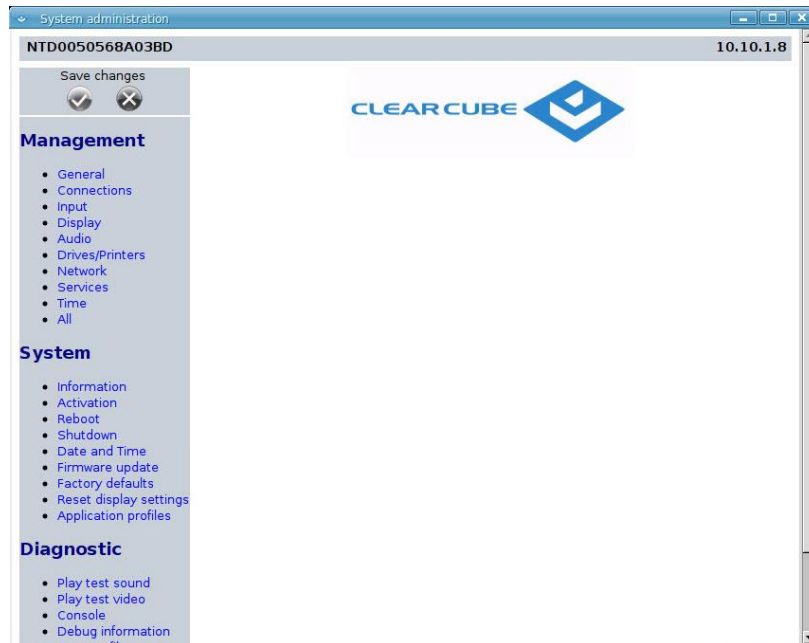 System administration
NTD0050568A03BD 10.10.1.8
Save changes
CLEARCUBE
Management
General
Connections
Input
Display
Audio
Drives/Printers
Network
Services
Time
All
System
Information
Activation
Reboot
Shutdown
Date and Time
Firmware update
Factory defaults
Reset display settings
Application profiles
Diagnostic
Play test sound
Play test video
Console
Debug information